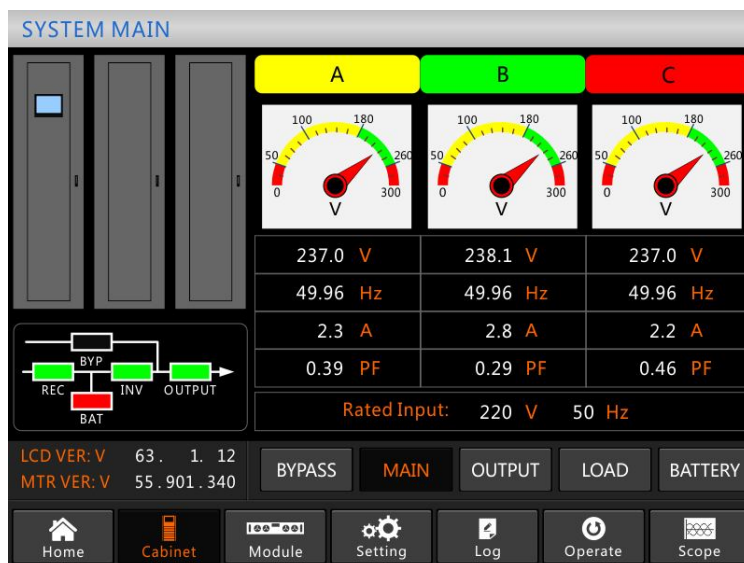 SYSTEM MAIN
A B C
100 180 100 180 100 180
50 260 50 260 50 260
0 300 0 300 0 300
V V V
237.0 V 238.1 V 237.0 V
49.96 Hz 49.96 Hz 49.96 Hz
2.3 A 2.8 A 2.2 A
0.39 PF 0.29 PF 0.46 PF
Rated Input: 220 V 50 Hz
BYP
REC INV OUTPUT
BAT
LCD VER: V 63. 1. 12
MTR VER: V 55.901.340
BYPASS MAIN OUTPUT LOAD BATTERY
Home Cabinet Module Setting Log Operate Scope